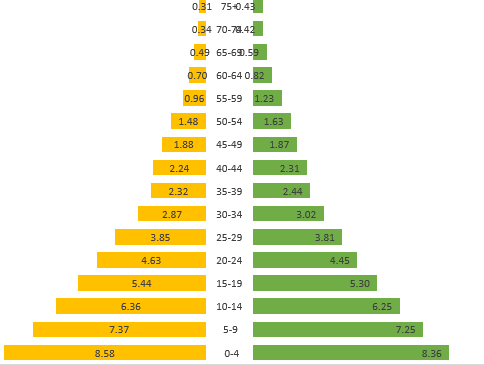 0.31 75+ 0.43
0.34 70-74 0.42
0.49 65-69 0.59
0.70 60-64 0.82
0.96 55-59 1.23
1.48 50-54 1.63
1.88 45-49 1.87
2.24 40-44 2.31
2.32 35-39 2.44
2.87 30-34 3.02
3.85 25-29 3.81
4.63 20-24 4.45
5.44 15-19 5.30
6.36 10-14 6.25
7.37 5-9 7.25
8.58 0-4 8.36